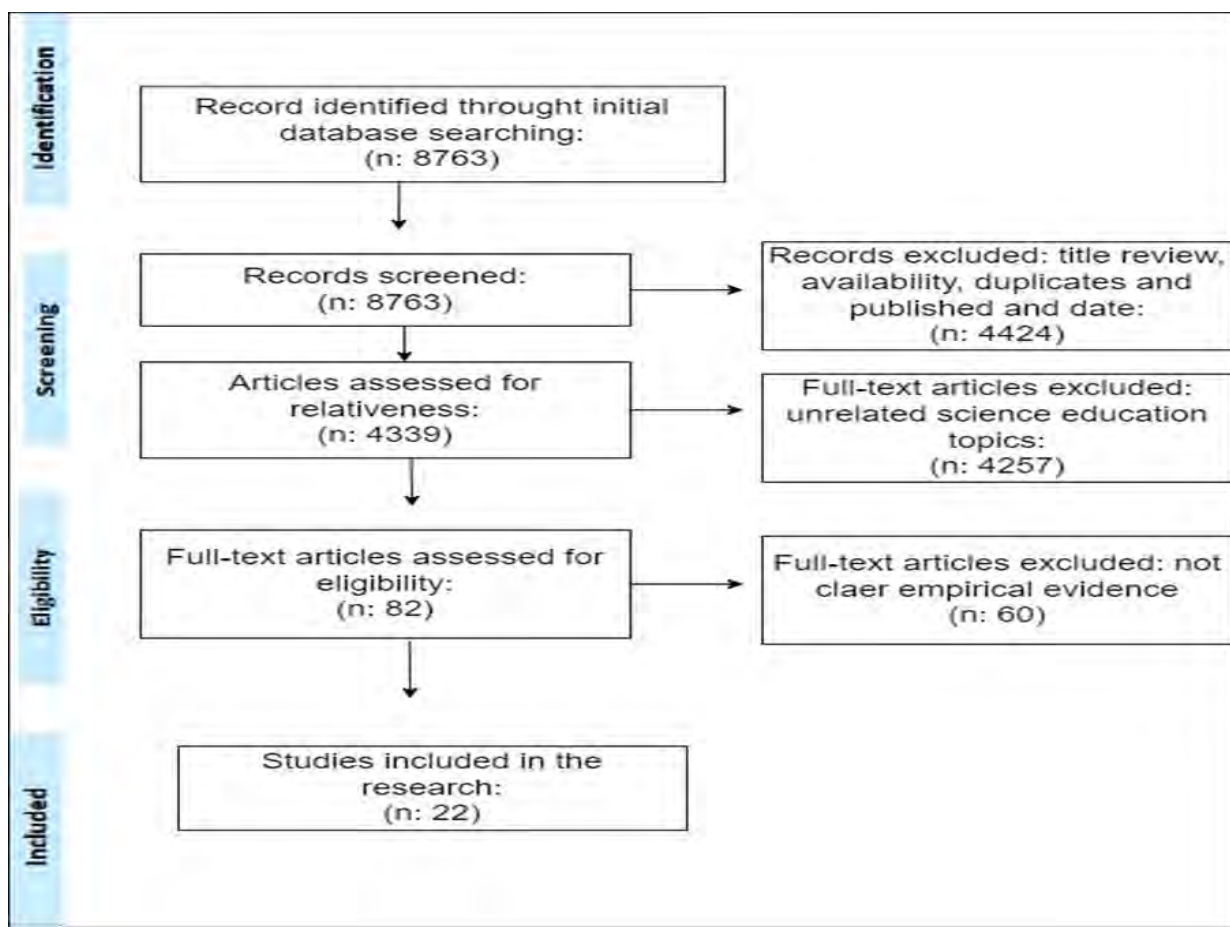 Identification
Record identified throught initial
database searching:
(n: 8763)
Screening
Records screened:
(n: 8763)
Records excluded: title review,
availability, duplicates and
published and date:
(n: 4424)
Articles assessed for
relativeness:
(n: 4339)
Full-text articles excluded:
unrelated science education
topics:
(n: 4257)
Eligibility
Full-text articles assessed for
eligibility:
(n: 82)
Full-text articles excluded: not
claer empirical evidence
(n: 60)
Included
Studies included in the
research:
(n: 22)